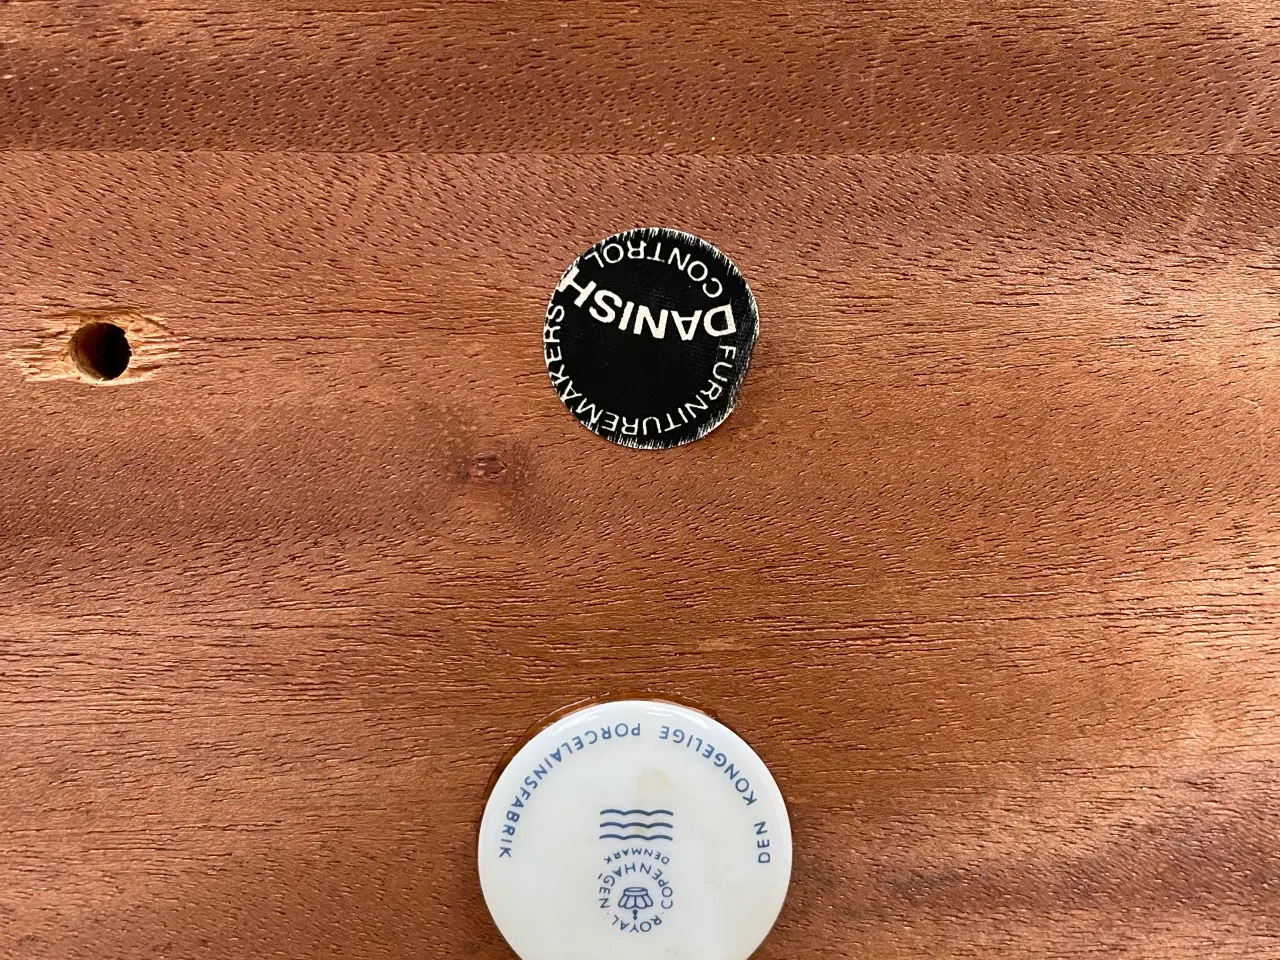 DANISH
FURNITUREMAKERS
CONTROL
DEN KONGELIGE PORCELAINSFABRIK
ROYAL COPENHAGEN
DENMARK